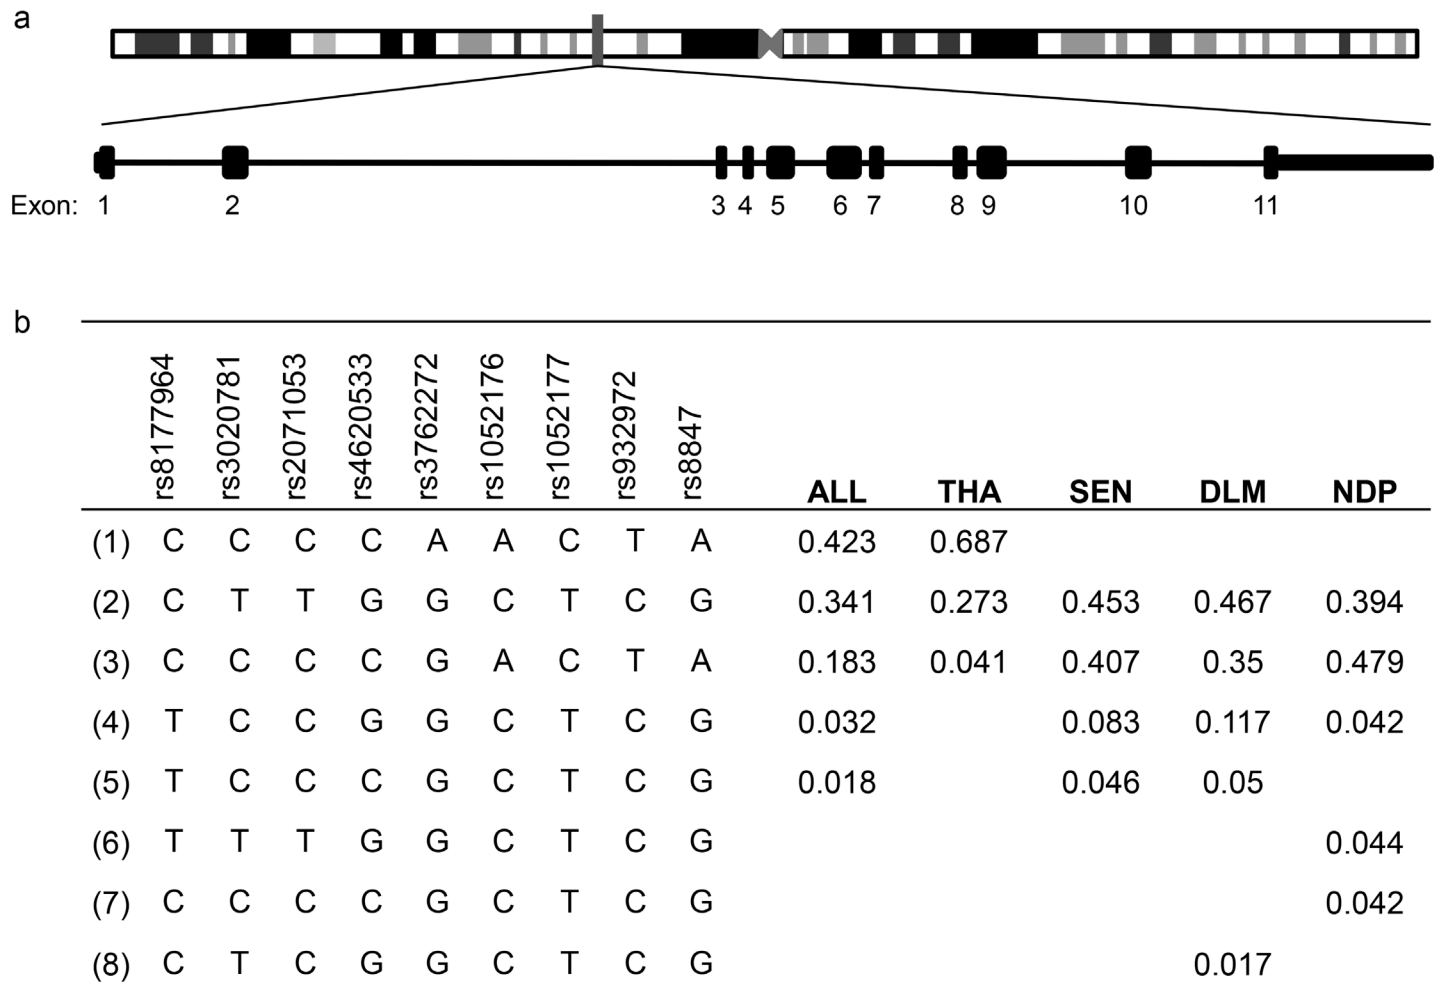 a
Exon: 1 2 3 4 5 6 7 8 9 10 11
b
rs8177964 rs3020781 rs2071053 rs4620533 rs3762272 rs1052176 rs1052177 rs932972 rs8847 ALL THA SEN DLM NDP
(1) C C C C A A C T A 0.423 0.687
(2) C T T G G C T C G 0.341 0.273 0.453 0.467 0.394
(3) C C C C G A C T A 0.183 0.041 0.407 0.35 0.479
(4) T C C G G C T C G 0.032 0.083 0.117 0.042
(5) T C C C G C T C G 0.018 0.046 0.05
(6) T T T G G C T C G 0.044
(7) C C C C G C T C G 0.042
(8) C T C G G C T C G 0.017